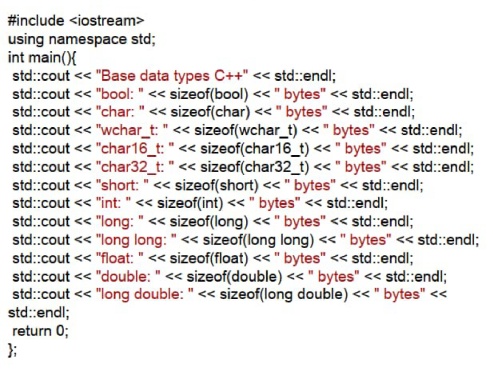 #include <iostream>
using namespace std;
int main(){
std::cout << "Base data types C++" << std::endl;
std::cout << "bool: " << sizeof(bool) << " bytes" << std::endl;
std::cout << "char: " << sizeof(char) << " bytes" << std::endl;
std::cout << "wchar_t: " << sizeof(wchar_t) << " bytes" << std::endl;
std::cout << "char16_t: " << sizeof(char16_t) << " bytes" << std::endl;
std::cout << "char32_t: " << sizeof(char32_t) << " bytes" << std::endl;
std::cout << "short: " << sizeof(short) << " bytes" << std::endl;
std::cout << "int: " << sizeof(int) << " bytes" << std::endl;
std::cout << "long: " << sizeof(long) << " bytes" << std::endl;
std::cout << "long long: " << sizeof(long long) << " bytes" << std::endl;
std::cout << "float: " << sizeof(float) << " bytes" << std::endl;
std::cout << "double: " << sizeof(double) << " bytes" << std::endl;
std::cout << "long double: " << sizeof(long double) << " bytes" <<
std::endl;
return 0;
};